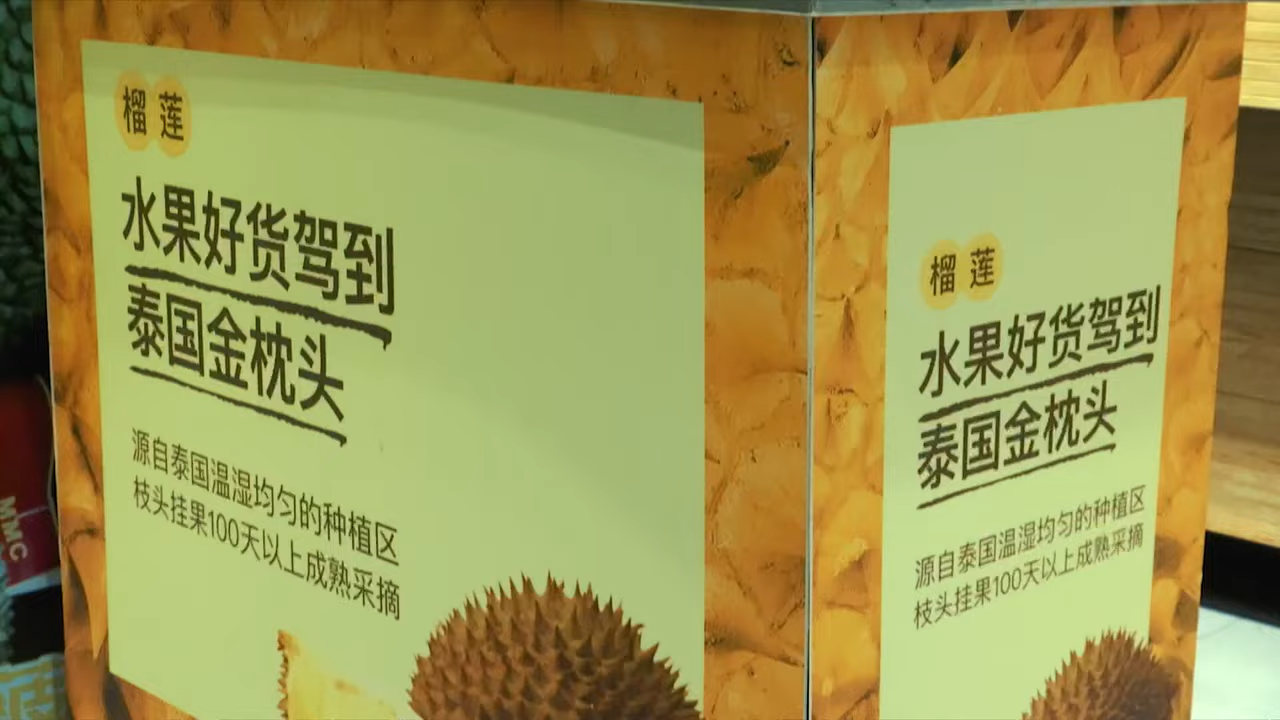 榴莲
水果好货驾到
泰国金枕头
源自泰国温湿均匀的种植区
枝头挂果100天以上成熟采摘
榴莲
水果好货驾到
泰国金枕头
源自泰国温湿均匀的种植区
枝头挂果100天以上成熟采摘
MMC